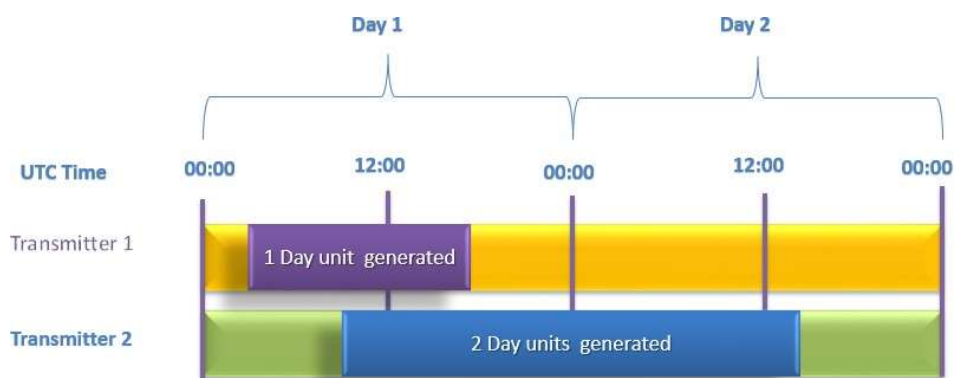 Day 1
Day 2
UTC Time
00:00
12:00
00:00
12:00
00:00
Transmitter 1
1 Day unit generated
Transmitter 2
2 Day units generated